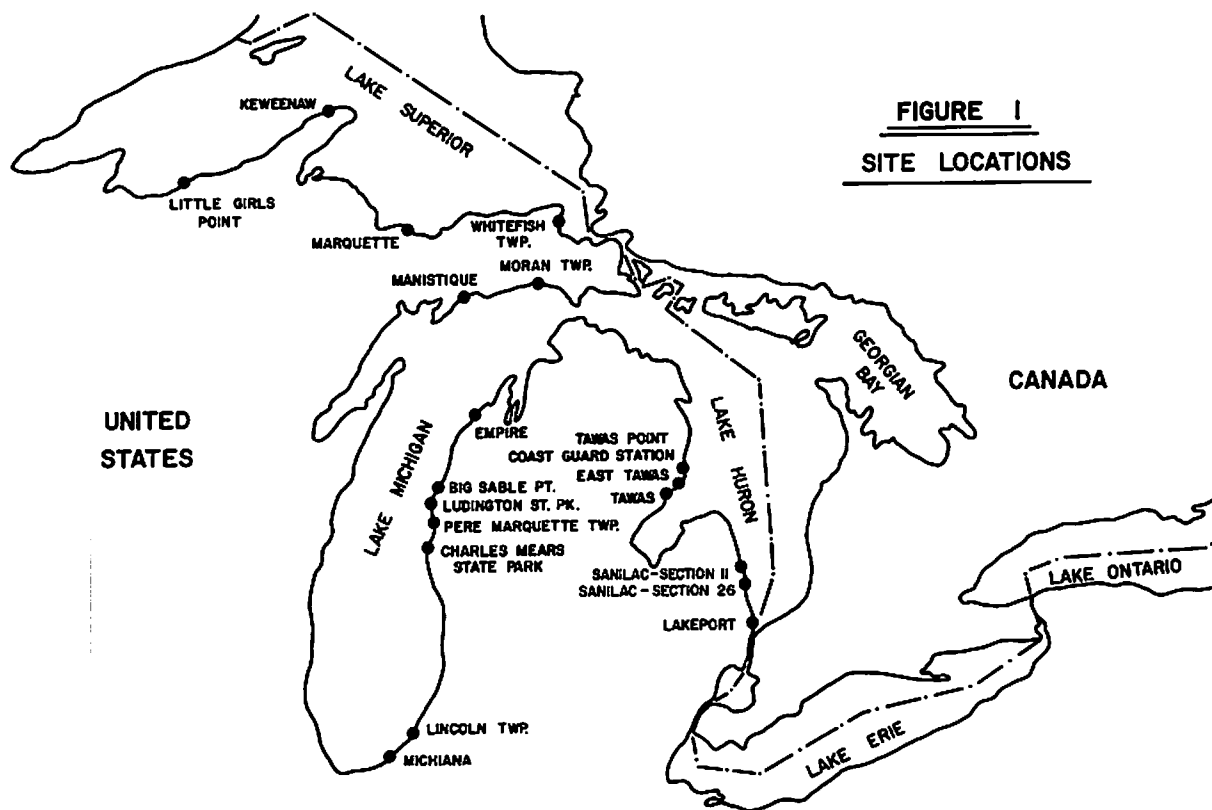 FIGURE 1
SITE LOCATIONS
LAKE SUPERIOR
KEWEENAW
LITTLE GIRLS
POINT
MARQUETTE
WHITEFISH
TWP.
MORAN TWP.
MANISTIQUE
GEORGIAN
BAY
CANADA
UNITED
STATES
LAKE MICHIGAN
EMPIRE
LAKE HURON
TAWAS POINT
COAST GUARD STATION
EAST TAWAS
TAWAS
BIG SABLE PT.
LUDINGTON ST. PK.
PERE MARQUETTE TWP.
CHARLES MEARS
STATE PARK
SANILAC-SECTION 11
SANILAC-SECTION 26
LAKEPORT
LAKE ONTARIO
LINCOLN TWP.
MICHIANA
LAKE ERIE